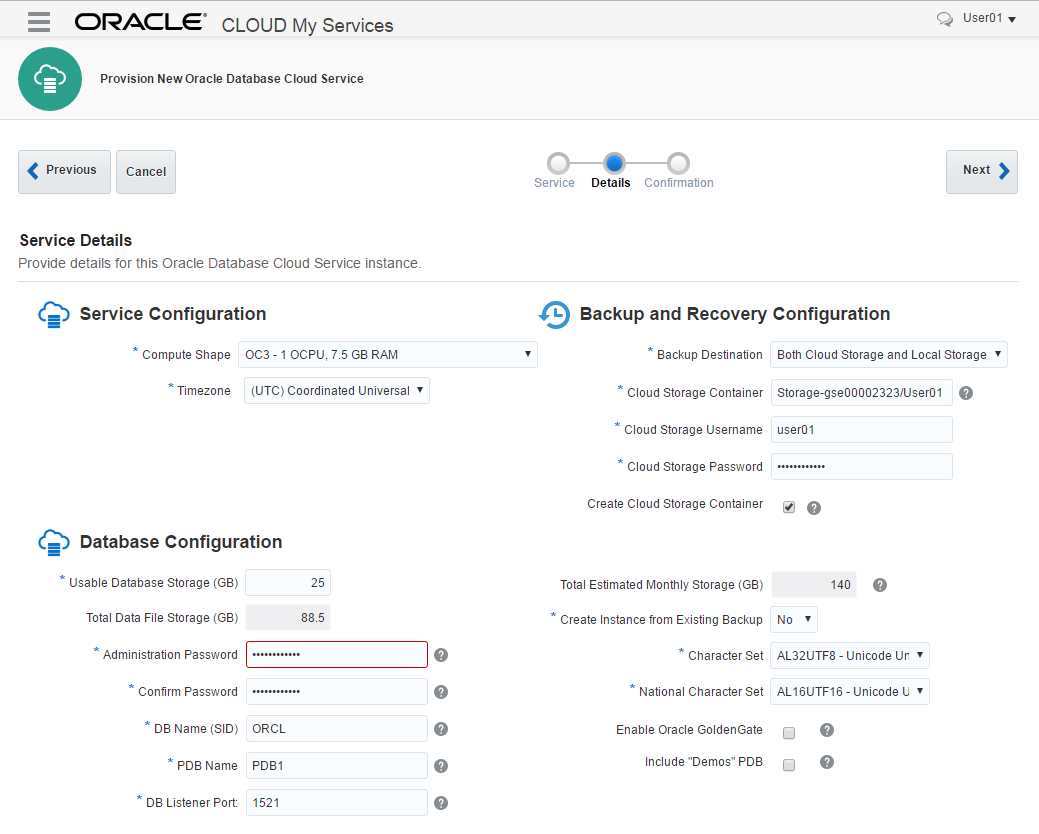 ORACLE CLOUD My Services
User01
Provision New Oracle Database Cloud Service
Previous
Cancel
Service
Details
Confirmation
Next
Service Details
Provide details for this Oracle Database Cloud Service instance.
Service Configuration
* Compute Shape OC3 - 1 OCPU, 7.5 GB RAM
* Timezone (UTC) Coordinated Universal
Backup and Recovery Configuration
* Backup Destination Both Cloud Storage and Local Storage
* Cloud Storage Container Storage-gse00002323/User01 ?
* Cloud Storage Username user01
* Cloud Storage Password ••••••••••••
Create Cloud Storage Container ?
Database Configuration
* Usable Database Storage (GB) 25
Total Data File Storage (GB) 88.5
* Administration Password •••••••••••• ?
* Confirm Password •••••••••••• ?
* DB Name (SID) ORCL ?
* PDB Name PDB1 ?
* DB Listener Port: 1521 ?
Total Estimated Monthly Storage (GB) 140 ?
* Create Instance from Existing Backup No
* Character Set AL32UTF8 - Unicode Un
* National Character Set AL16UTF16 - Unicode U
Enable Oracle GoldenGate ?
Include "Demos" PDB ?